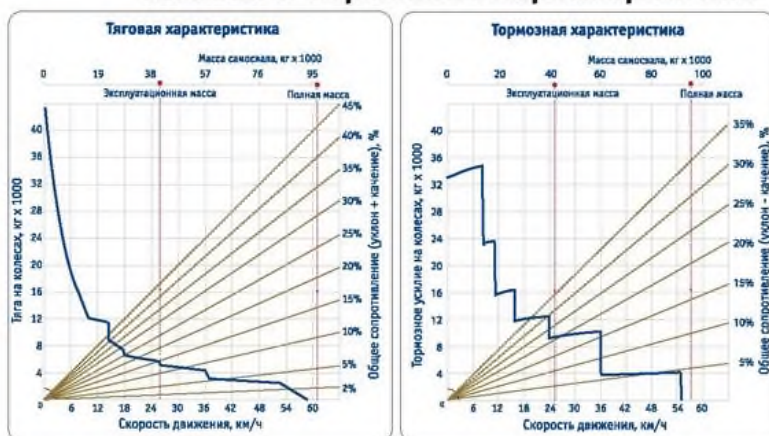 Тяговая характеристика
Масса самосвала, кг x 1000
0 19 38 57 76 95
Эксплуатационная масса Полная масса
45%
40%
35%
30%
25%
20%
15%
10%
5%
2%
Общее сопротивление (уклон + качение), %
Тяга на колесах, кг x 1000
40
36
32
28
24
20
16
12
8
4
0
6 12 18 24 30 36 42 48 54 60
Скорость движения, км/ч
Тормозная характеристика
Масса самосвала, кг x 1000
0 20 40 60 80 100
Эксплуатационная масса Полная масса
35%
30%
25%
20%
15%
10%
5%
Общее сопротивление (уклон - качение), %
Тормозное усилие на колесах, кг x 1000
40
36
32
28
24
20
16
12
8
4
0
6 12 18 24 30 36 42 48 54 60
Скорость движения, км/ч